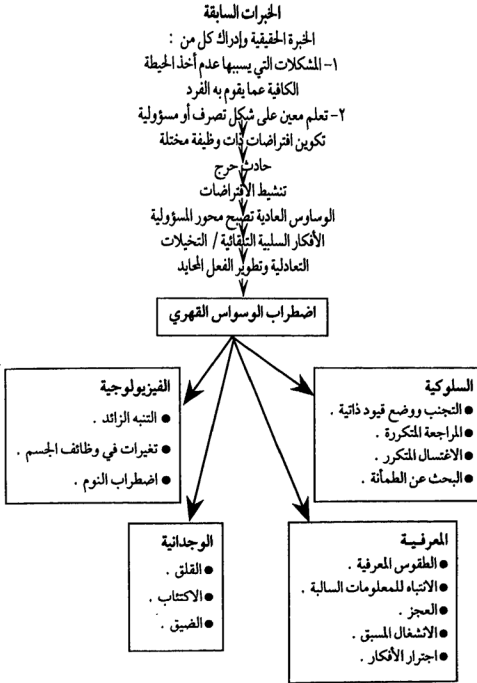 الخبرات السابقة
الخبرة الحقيقية وإدراك كل من :
١- المشكلات التي يسببها عدم أخذ الحيطة
الكافية عما يقوم به الفرد
٢- تعلم معين على شكل تصرف أو مسؤولية
تكوين افتراضات ذات وظيفة مختلة
حادث حرج
تنشيط الافتراضات
الوساوس العادية تصبح محور المسؤولية
الأفكار السلبية التلقائية / التخيلات
التعادلية وتطوير الفعل المحايد
اضطراب الوسواس القهري
السلوكية
● التجنب ووضع قيود ذاتية .
● المراجعة المتكررة .
● الاغتسال المتكرر .
● البحث عن الطمأنة .
الفيزيولوجية
● التنبه الزائد .
● تغيرات في وظائف الجسم .
● اضطراب النوم .
المعرفية
● الطقوس المعرفية .
● الانتباه للمعلومات السالبة .
● العجز .
● الانشغال المسبق .
● اجترار الأفكار .
الوجدانية
● القلق .
● الاكتئاب .
● الضيق .